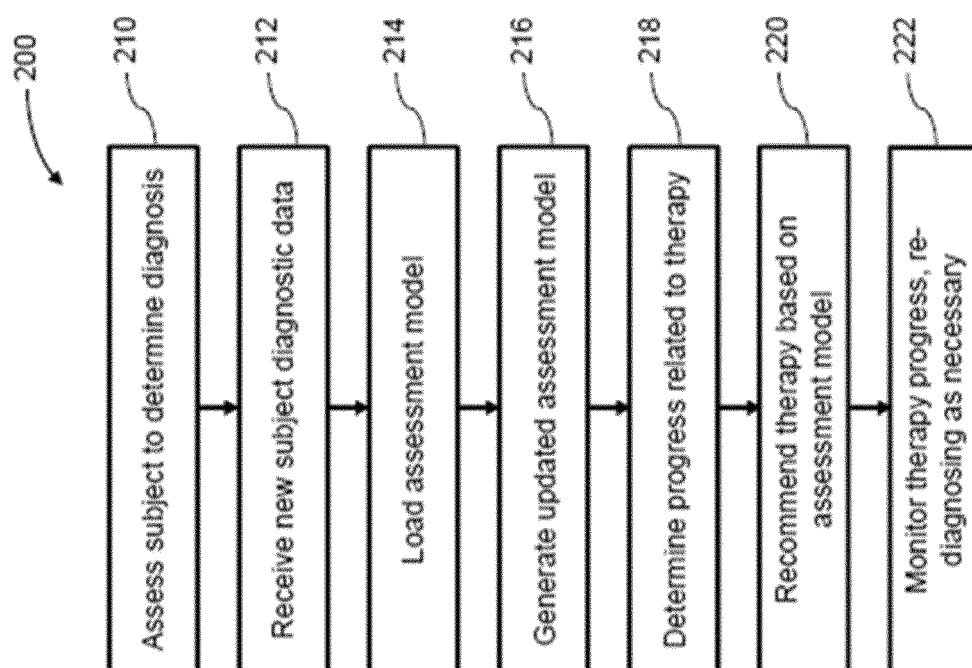 200
Assess subject to determine diagnosis
210
Receive new subject diagnostic data
212
Load assessment model
214
Generate updated assessment model
216
Determine progress related to therapy
218
Recommend therapy based on
assessment model
220
Monitor therapy progress, re-
diagnosing as necessary
222